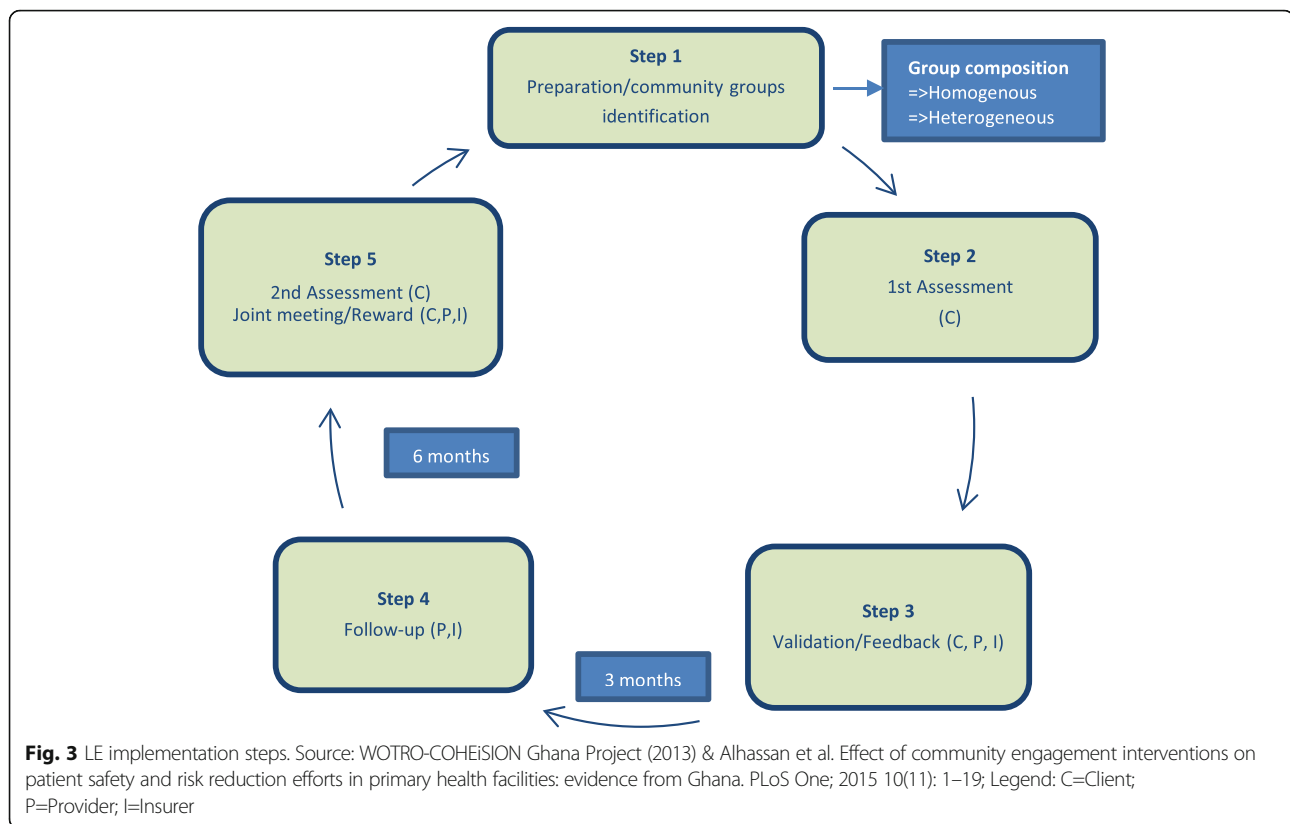 Step 1
Preparation/community groups
identification
Group composition
=>Homogenous
=>Heterogeneous
Step 2
1st Assessment
(C)
Step 3
Validation/Feedback (C, P, I)
3 months
Step 4
Follow-up (P,I)
6 months
Step 5
2nd Assessment (C)
Joint meeting/Reward (C,P,I)
Fig. 3 LE implementation steps. Source: WOTRO-COHEiSION Ghana Project (2013) & Alhassan et al. Effect of community engagement interventions on
patient safety and risk reduction efforts in primary health facilities: evidence from Ghana. PLoS One; 2015 10(11): 1–19; Legend: C=Client;
P=Provider; I=Insurer